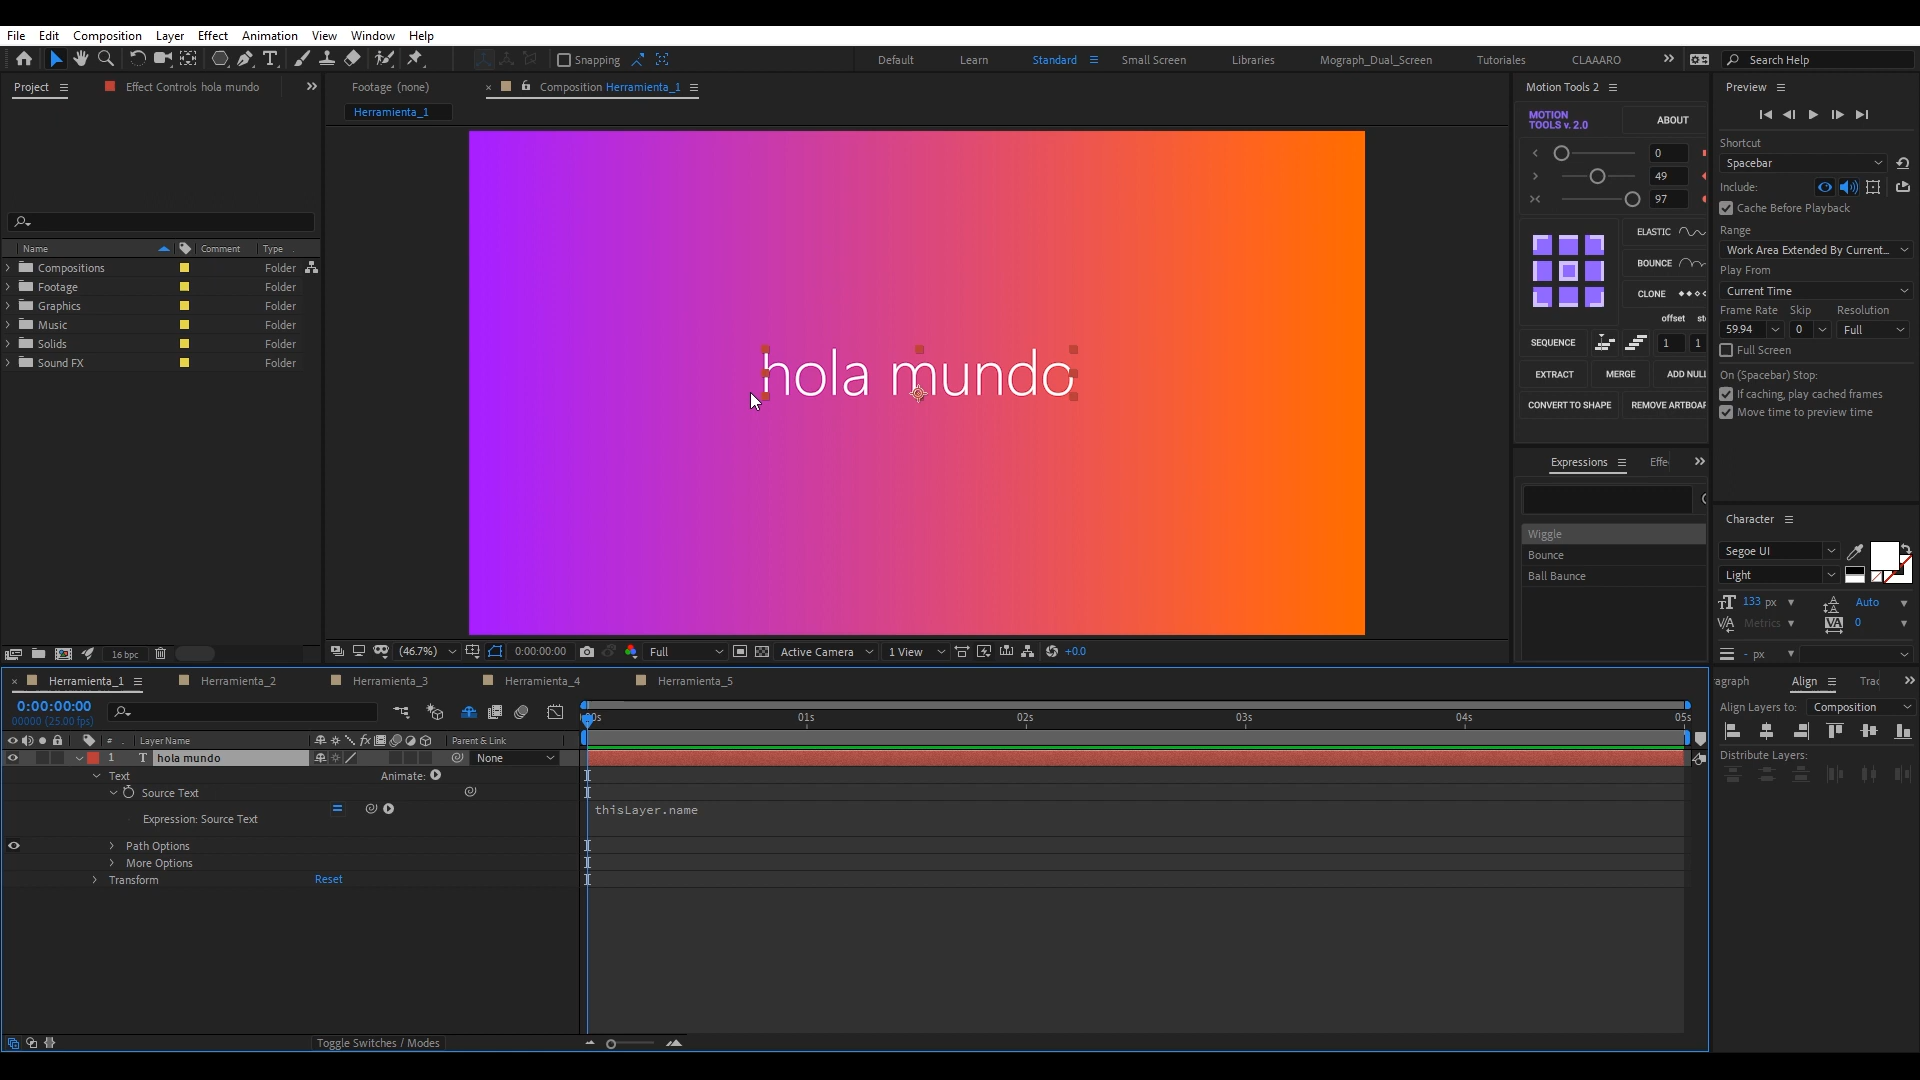 File Edit Composition Layer Effect Animation View Window Help
Snapping Default Learn Standard Small Screen Libraries Mograph_Dual_Screen Tutoriales CLAAARO Search Help
Project Effect Controls hola mundo
Footage (none) Composition Herramienta_1
Herramienta_1
Name Comment Type
Compositions Folder
Footage Folder
Graphics Folder
Music Folder
Solids Folder
Sound FX Folder
16 bpc
hola mundo
(46.7%) 0:00:00:00 Full Active Camera 1 View +0.0
Motion Tools 2
MOTION
TOOLS v. 2.0
ABOUT
0
49
97
ELASTIC
BOUNCE
CLONE
offset
SEQUENCE 1 1
EXTRACT MERGE ADD NULL
CONVERT TO SHAPE REMOVE ARTBOAR
Expressions Effe
Wiggle
Bounce
Ball Baunce
Preview
Shortcut
Spacebar
Include:
Cache Before Playback
Range
Work Area Extended By Current...
Play From
Current Time
Frame Rate Skip Resolution
59.94 0 Full
Full Screen
On (Spacebar) Stop:
If caching, play cached frames
Move time to preview time
Character
Segoe UI
Light
133 px Auto
Metrics 0
- px
ragraph Align Trac
Align Layers to: Composition
Distribute Layers:
Herramienta_1 Herramienta_2 Herramienta_3 Herramienta_4 Herramienta_5
0:00:00:00
00000 (25.00 fps)
01s 02s 03s 04s 05s
# Layer Name Parent & Link
1 T hola mundo None
Text Animate:
Source Text
Expression: Source Text
thisLayer.name
Path Options
More Options
Transform Reset
Toggle Switches / Modes